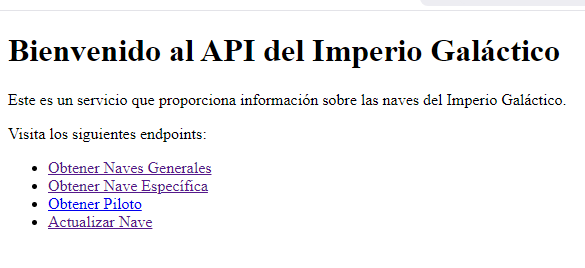 Bienvenido al API del Imperio Galáctico
Este es un servicio que proporciona información sobre las naves del Imperio Galáctico.
Visita los siguientes endpoints:
Obtener Naves Generales
Obtener Nave Específica
Obtener Piloto
Actualizar Nave